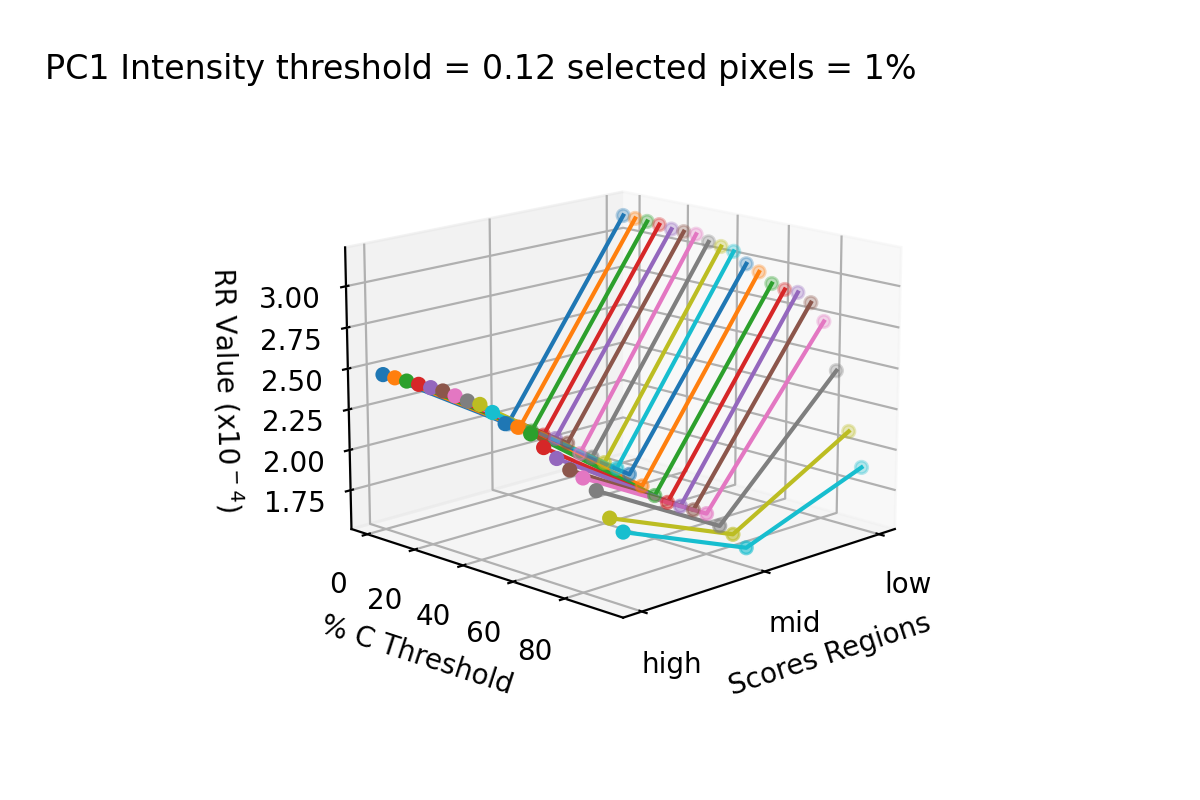 PC1 Intensity threshold = 0.12 selected pixels = 1%
RR Value (x10⁻⁴)
3.00
2.75
2.50
2.25
2.00
1.75
0
20
40
60
80
% C Threshold
high
mid
low
Scores Regions